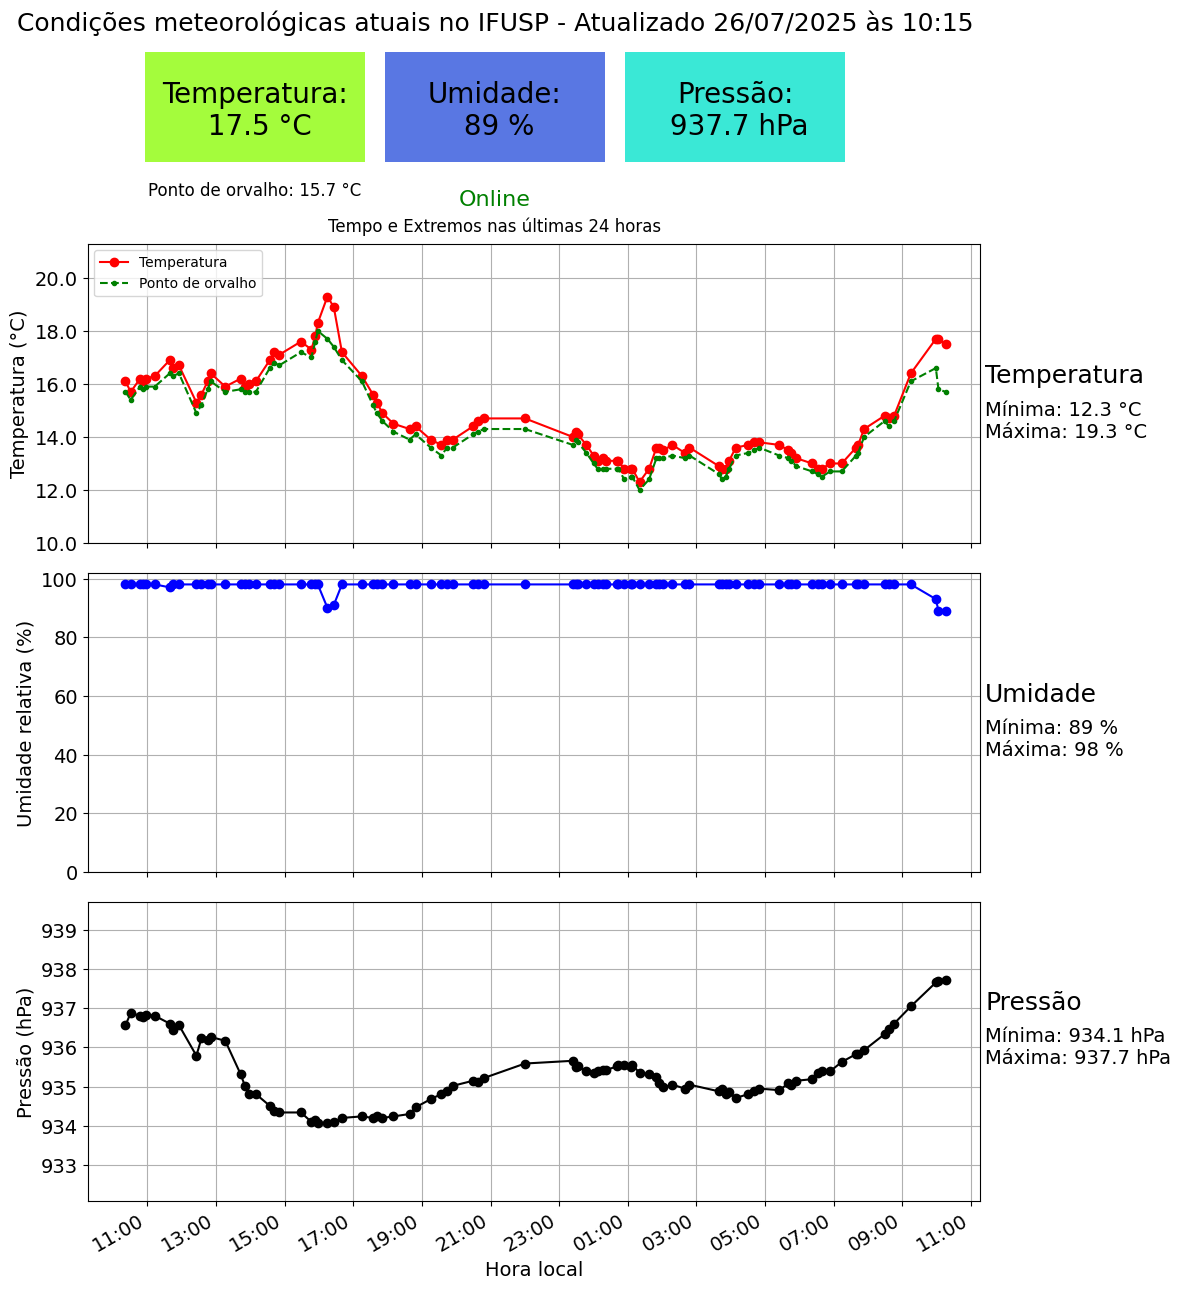 Condições meteorológicas atuais no IFUSP - Atualizado 26/07/2025 às 10:15
Temperatura:
17.5 °C
Umidade:
89 %
Pressão:
937.7 hPa
Ponto de orvalho: 15.7 °C
Online
Tempo e Extremos nas últimas 24 horas
Temperatura
Ponto de orvalho
Temperatura (°C)
20.0
18.0
16.0
14.0
12.0
10.0
Temperatura
Mínima: 12.3 °C
Máxima: 19.3 °C
Umidade relativa (%)
100
80
60
40
20
0
Umidade
Mínima: 89 %
Máxima: 98 %
Pressão (hPa)
939
938
937
936
935
934
933
Pressão
Mínima: 934.1 hPa
Máxima: 937.7 hPa
11:00
13:00
15:00
17:00
19:00
21:00
23:00
01:00
03:00
05:00
07:00
09:00
11:00
Hora local